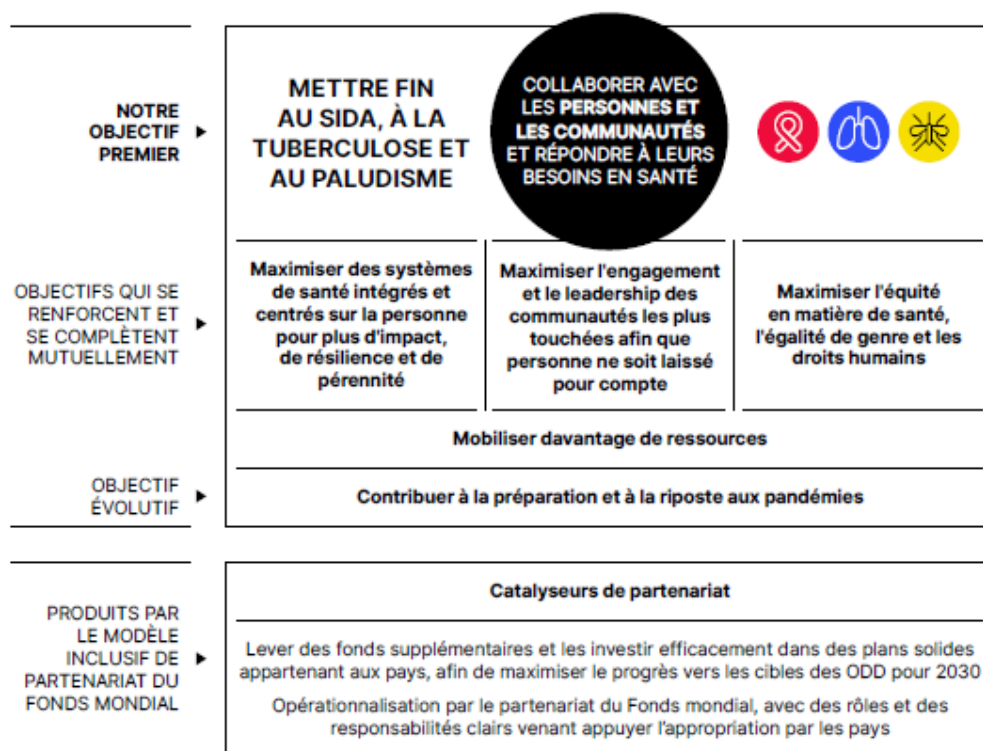 NOTRE
OBJECTIF
PREMIER
METTRE FIN
AU SIDA, À LA
TUBERCULOSE ET
AU PALUDISME
COLLABORER AVEC
LES PERSONNES ET
LES COMMUNAUTÉS
ET RÉPONDRE À LEURS
BESOINS EN SANTÉ
OBJECTIFS QUI SE
RENFORCENT ET
SE COMPLÈTENT
MUTUELLEMENT
Maximiser des systèmes
de santé intégrés et
centrés sur la personne
pour plus d'impact,
de résilience et de
pérennité
Maximiser l'engagement
et le leadership des
communautés les plus
touchées afin que
personne ne soit laissé
pour compte
Maximiser l'équité
en matière de santé,
l'égalité de genre et les
droits humains
Mobiliser davantage de ressources
OBJECTIF
ÉVOLUTIF
Contribuer à la préparation et à la riposte aux pandémies
PRODUITS PAR
LE MODÈLE
INCLUSIF DE
PARTENARIAT DU
FONDS MONDIAL
Catalyseurs de partenariat
Lever des fonds supplémentaires et les investir efficacement dans des plans solides
appartenant aux pays, afin de maximiser le progrès vers les cibles des ODD pour 2030
Opérationnalisation par le partenariat du Fonds mondial, avec des rôles et des
responsabilités clairs venant appuyer l'appropriation par les pays